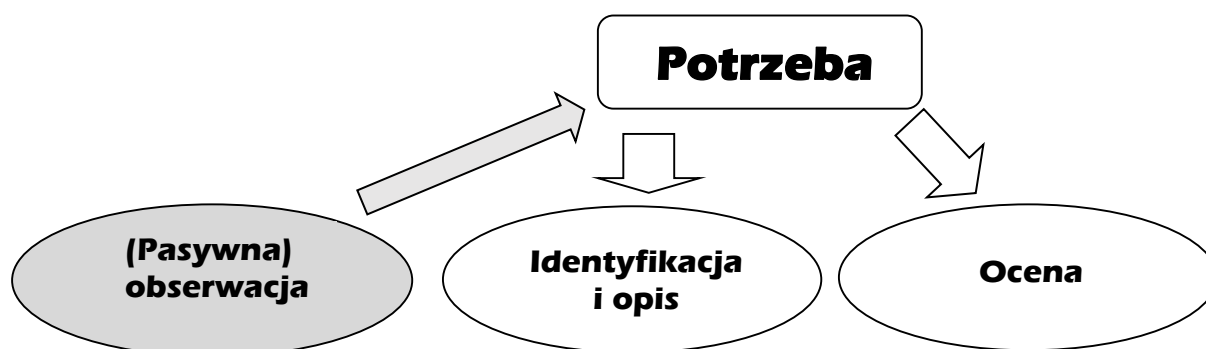 Potrzeba
(Pasywna)
obserwacja
Identyfikacja
i opis
Ocena